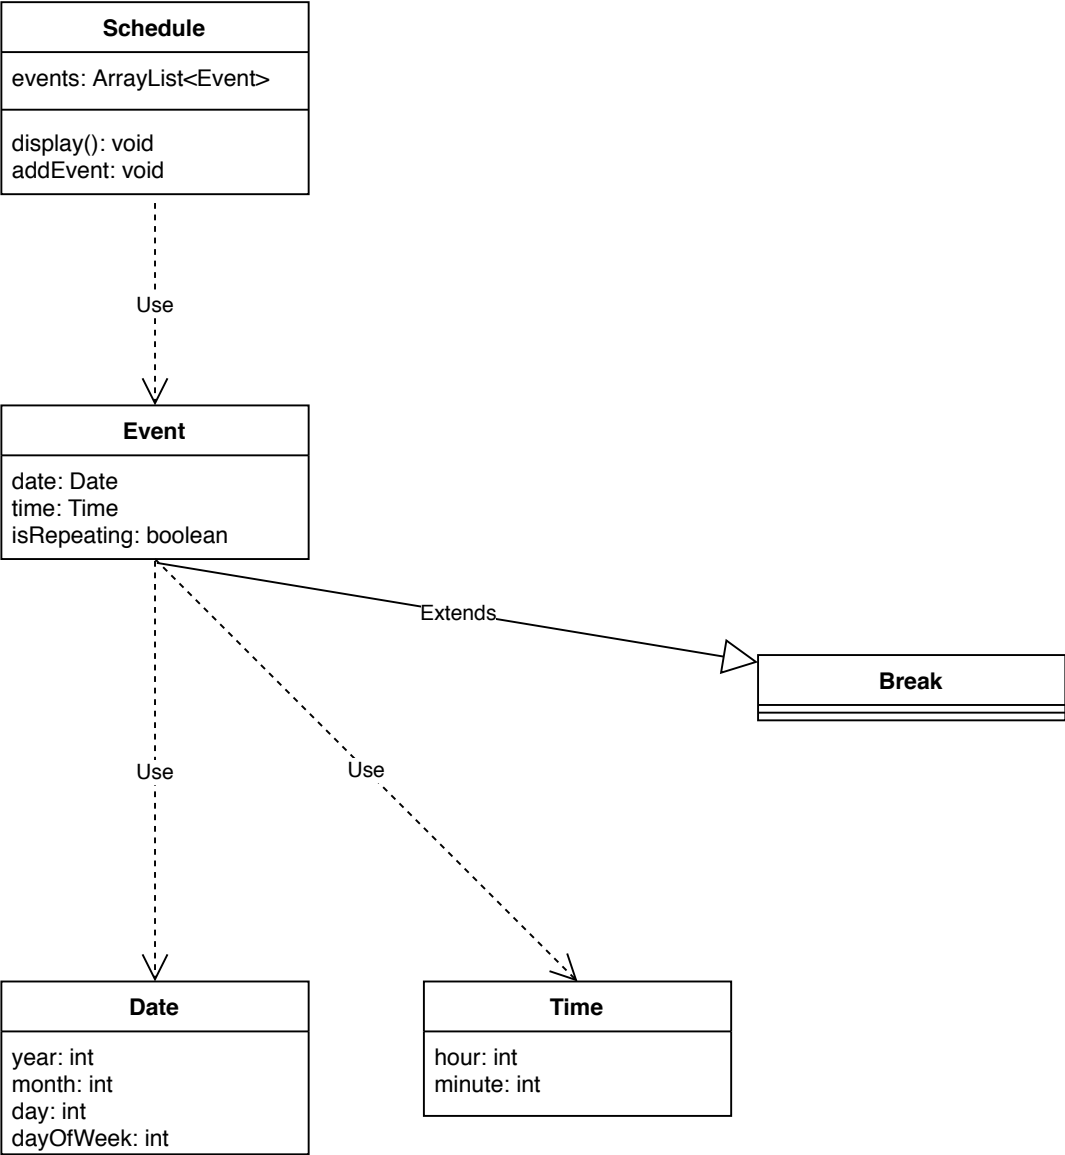 Schedule
events: ArrayList<Event>
display(): void
addEvent: void
Use
Event
date: Date
time: Time
isRepeating: boolean
Extends
Break
Use
Use
Date
year: int
month: int
day: int
dayOfWeek: int
Time
hour: int
minute: int